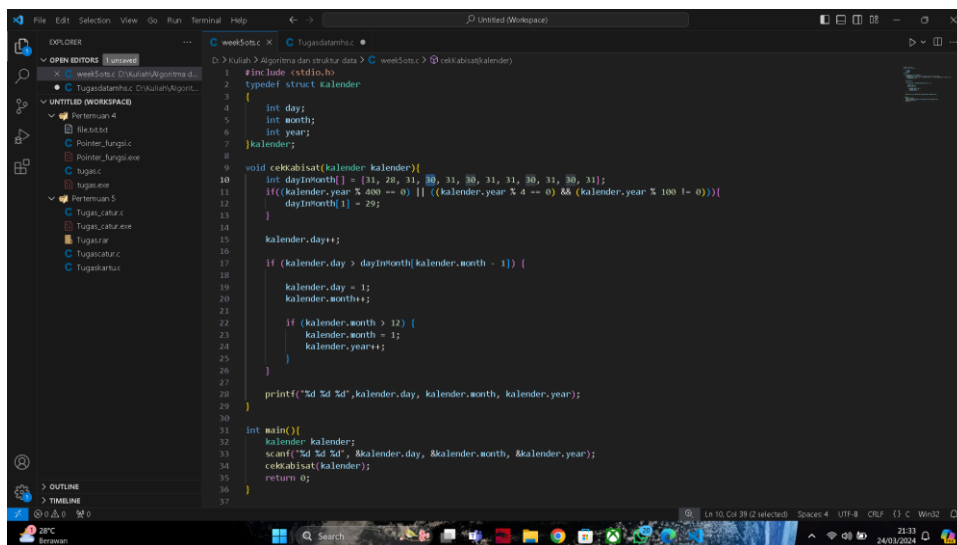 File Edit Selection View Go Run Terminal Help
Untitled (Workspace)
EXPLORER
OPEN EDITORS 1 unsaved
week5ots.c D:\Kuliah\Algoritma d...
Tugasdatamhs.c D:\Kuliah\Algorit...
UNTITLED (WORKSPACE)
Pertemuan 4
file.txt.txt
Pointer_fungsi.c
Pointer_fungsi.exe
tugas.c
tugas.exe
Pertemuan 5
Tugas_catur.c
Tugas_catur.exe
Tugas.rar
Tugascatur.c
Tugaskartu.c
OUTLINE
TIMELINE
week5ots.c
Tugasdatamhs.c
D: > Kuliah > Algoritma dan struktur data > week5ots.c > cekKabisat(kalender)
1 #include <stdio.h>
2 typedef struct Kalender
3 {
4 int day;
5 int month;
6 int year;
7 }kalender;
8
9 void cekKabisat(kalender kalender){
10 int dayInMonth[] = {31, 28, 31, 30, 31, 30, 31, 31, 30, 31, 30, 31};
11 if((kalender.year % 400 == 0) || ((kalender.year % 4 == 0) && (kalender.year % 100 != 0))){
12 dayInMonth[1] = 29;
13 }
14
15 kalender.day++;
16
17 if (kalender.day > dayInMonth[kalender.month - 1]) {
18
19 kalender.day = 1;
20 kalender.month++;
21
22 if (kalender.month > 12) {
23 kalender.month = 1;
24 kalender.year++;
25 }
26 }
27
28 printf("%d %d %d",kalender.day, kalender.month, kalender.year);
29 }
30
31 int main(){
32 kalender kalender;
33 scanf("%d %d %d", &kalender.day, &kalender.month, &kalender.year);
34 cekKabisat(kalender);
35 return 0;
36 }
37
0 0 0
Ln 10, Col 39 (2 selected) Spaces: 4 UTF-8 CRLF {} C Win32
28°C
Berawan
Search
21:33
24/03/2024